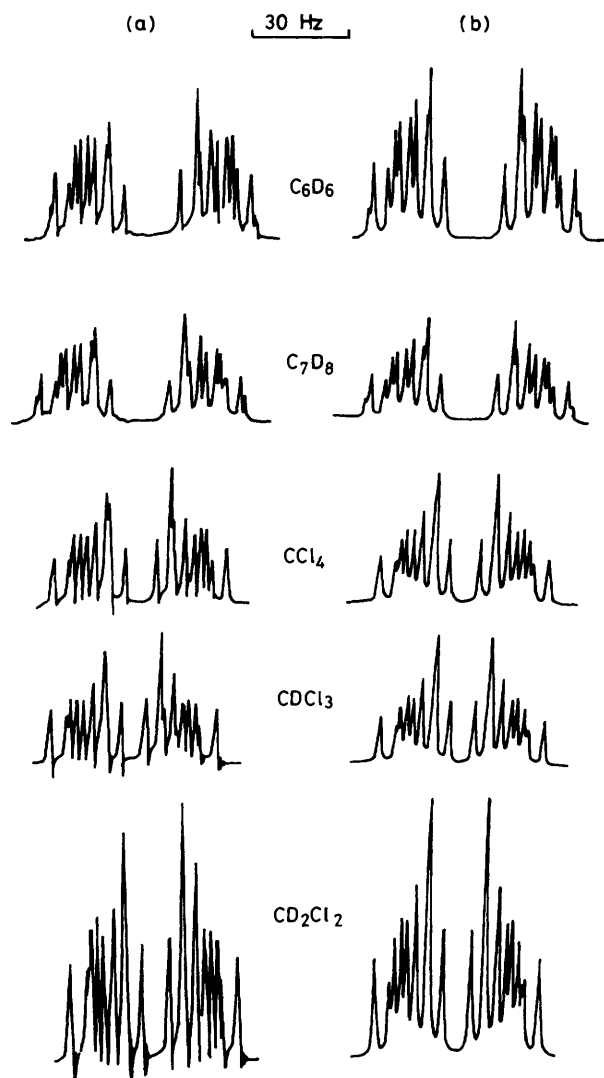 (a) 30 Hz (b)
C₆D₆
C₇D₈
CCl₄
CDCl₃
CD₂Cl₂